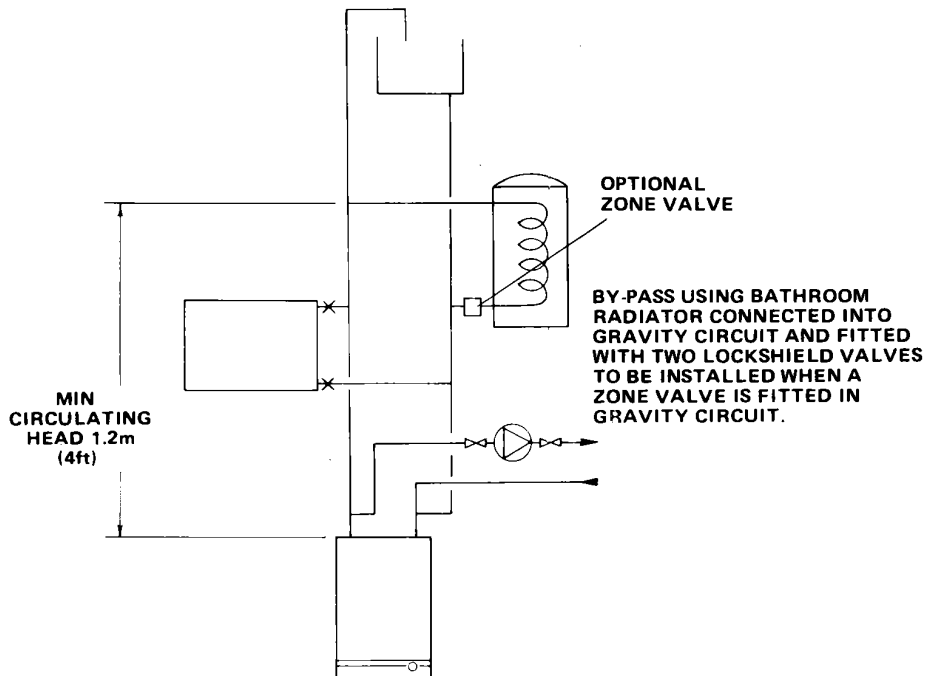 OPTIONAL
ZONE VALVE
BY-PASS USING BATHROOM
RADIATOR CONNECTED INTO
GRAVITY CIRCUIT AND FITTED
WITH TWO LOCKSHIELD VALVES
TO BE INSTALLED WHEN A
ZONE VALVE IS FITTED IN
GRAVITY CIRCUIT.
MIN
CIRCULATING
HEAD 1.2m
(4ft)